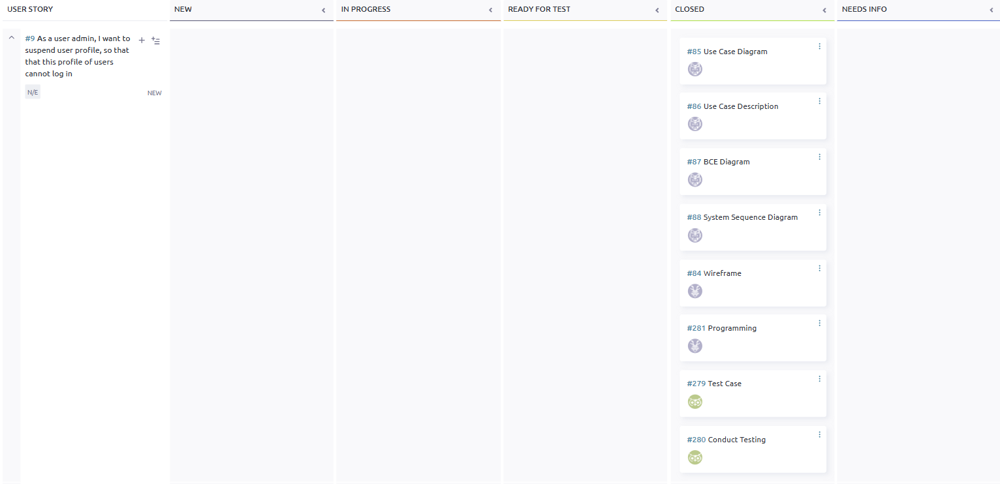 USER STORY
NEW
IN PROGRESS
READY FOR TEST
CLOSED
NEEDS INFO
#9 As a user admin, I want to
suspend user profile, so that
that this profile of users
cannot log in
N/E
NEW
#85 Use Case Diagram
#86 Use Case Description
#87 BCE Diagram
#88 System Sequence Diagram
#84 Wireframe
#281 Programming
#279 Test Case
#280 Conduct Testing